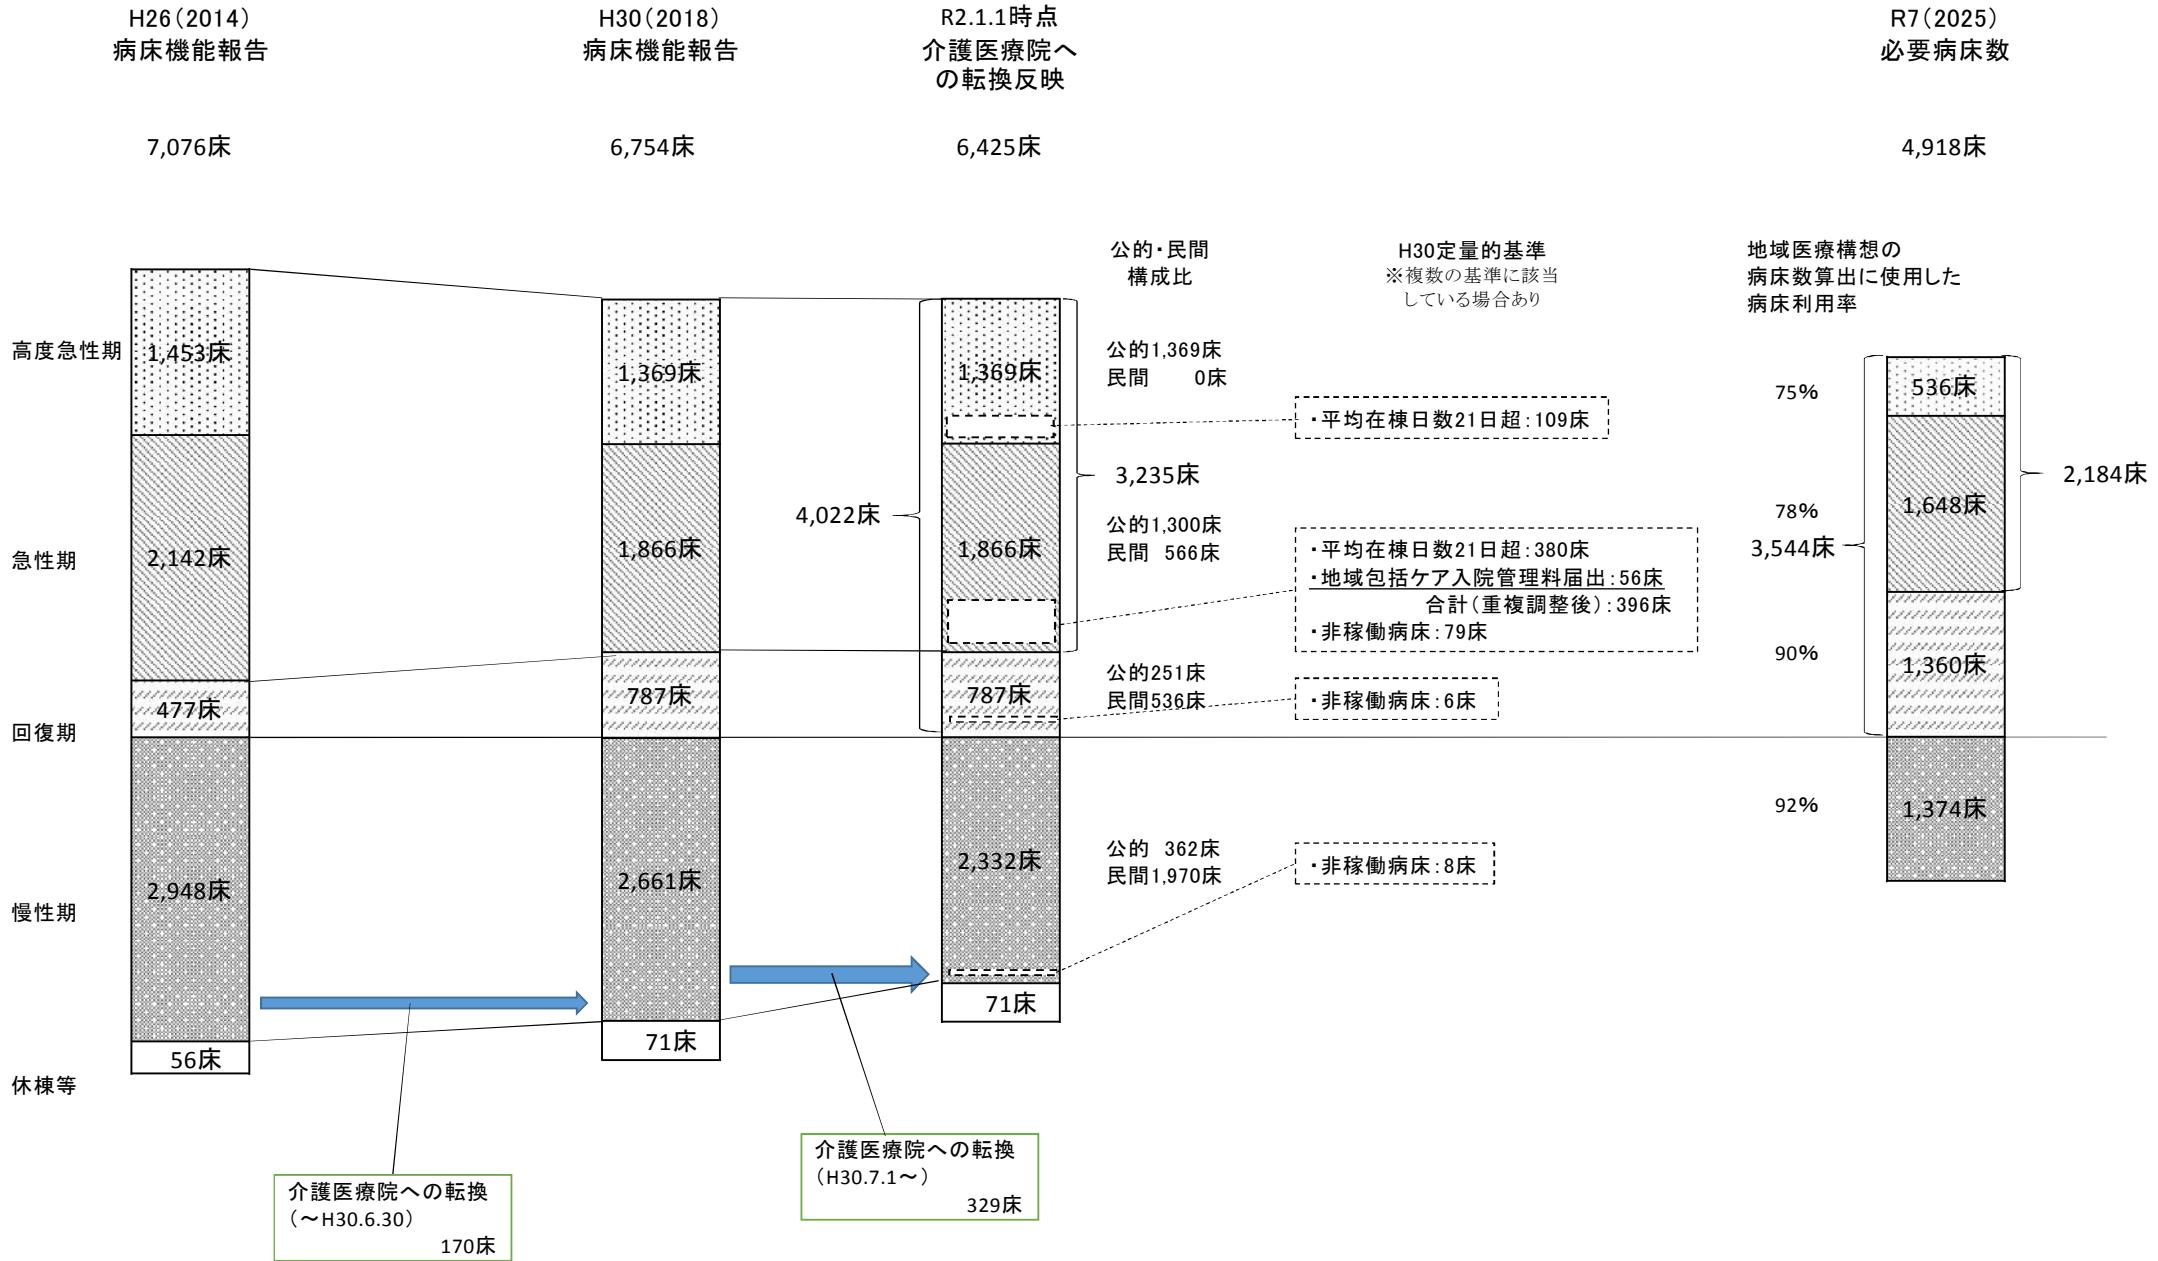 H26(2014)
病床機能報告
7,076床
H30(2018)
病床機能報告
6,754床
R2.1.1時点
介護医療院へ
の転換反映
6,425床
R7(2025)
必要病床数
4,918床
公的・民間
構成比
H30定量的基準
※複数の基準に該当
している場合あり
地域医療構想の
病床数算出に使用した
病床利用率
高度急性期
急性期
回復期
慢性期
休棟等
1,453床
2,142床
477床
2,948床
56床
1,369床
1,866床
787床
2,661床
71床
4,022床
1,369床
1,866床
787床
2,332床
71床
3,235床
公的1,369床
民間 0床
公的1,300床
民間 566床
公的251床
民間536床
公的 362床
民間1,970床
・平均在棟日数21日超:109床
・平均在棟日数21日超:380床
・地域包括ケア入院管理料届出:56床
合計(重複調整後):396床
・非稼働病床:79床
・非稼働病床:6床
・非稼働病床:8床
75%
78%
3,544床
90%
92%
536床
1,648床
1,360床
1,374床
2,184床
介護医療院への転換
(~H30.6.30)
170床
介護医療院への転換
(H30.7.1~)
329床